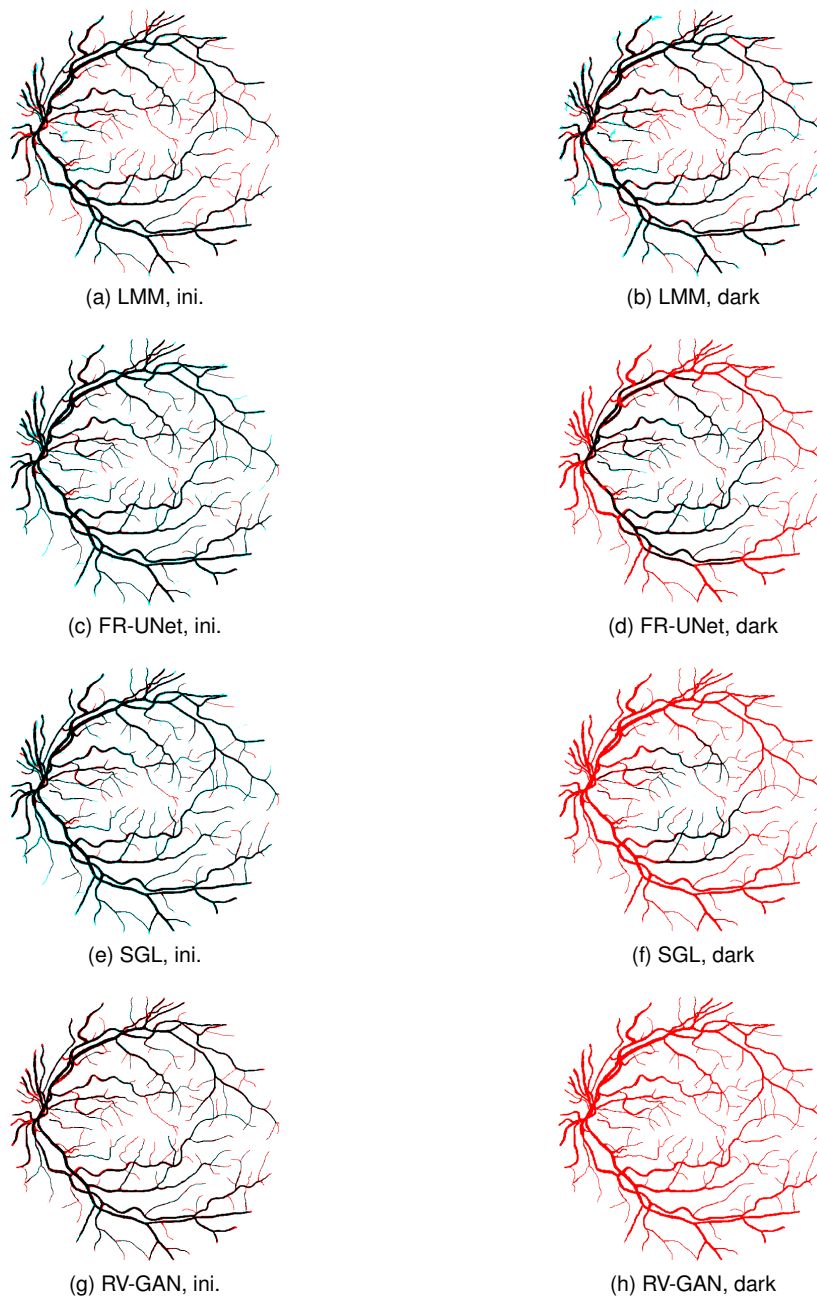 (a) LMM, ini.
(b) LMM, dark
(c) FR-UNet, ini.
(d) FR-UNet, dark
(e) SGL, ini.
(f) SGL, dark
(g) RV-GAN, ini.
(h) RV-GAN, dark